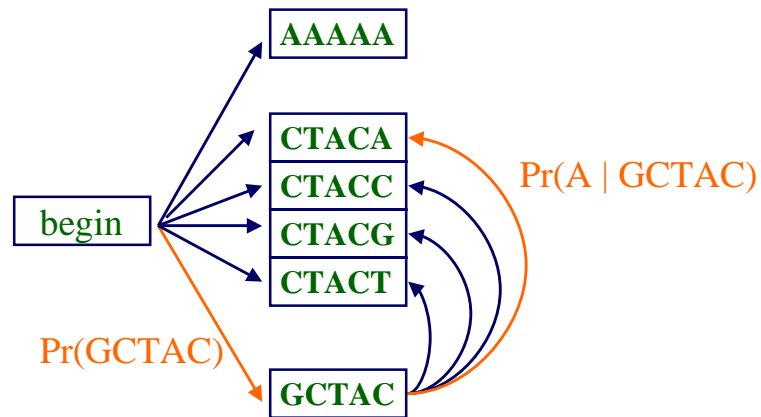 AAAAA
CTACA
Pr(A | GCTAC)
CTACC
begin
CTACG
CTACT
Pr(GCTAC)
GCTAC